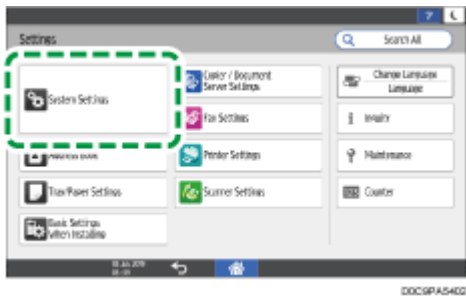 Settings
Search All
System Settings
Copier / Document
Server Settings
Change Language
Language
Fax Settings
Inquiry
Address Book
Printer Settings
Maintenance
Tray/Paper Settings
Scanner Settings
Counter
Basic Settings
When Installing
D0C9PA5402